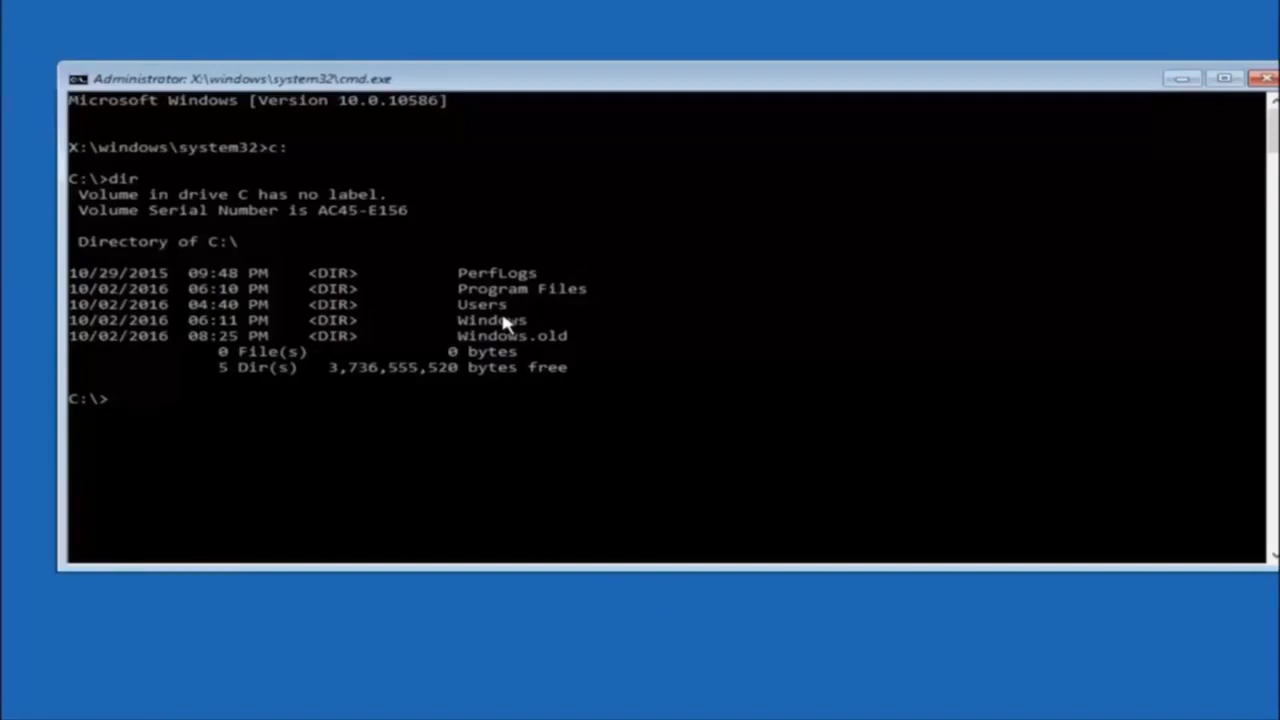 Administrator: X:\windows\system32\cmd.exe
Microsoft Windows [Version 10.0.10586]
X:\windows\system32>c:
C:\>dir
Volume in drive C has no label.
Volume Serial Number is AC45-E156
Directory of C:\
10/29/2015  09:48 PM    <DIR>          PerfLogs
10/02/2016  06:10 PM    <DIR>          Program Files
10/02/2016  04:40 PM    <DIR>          Users
10/02/2016  06:11 PM    <DIR>          Windows
10/02/2016  08:25 PM    <DIR>          Windows.old
0 File(s)              0 bytes
5 Dir(s)   3,736,555,520 bytes free
C:\>